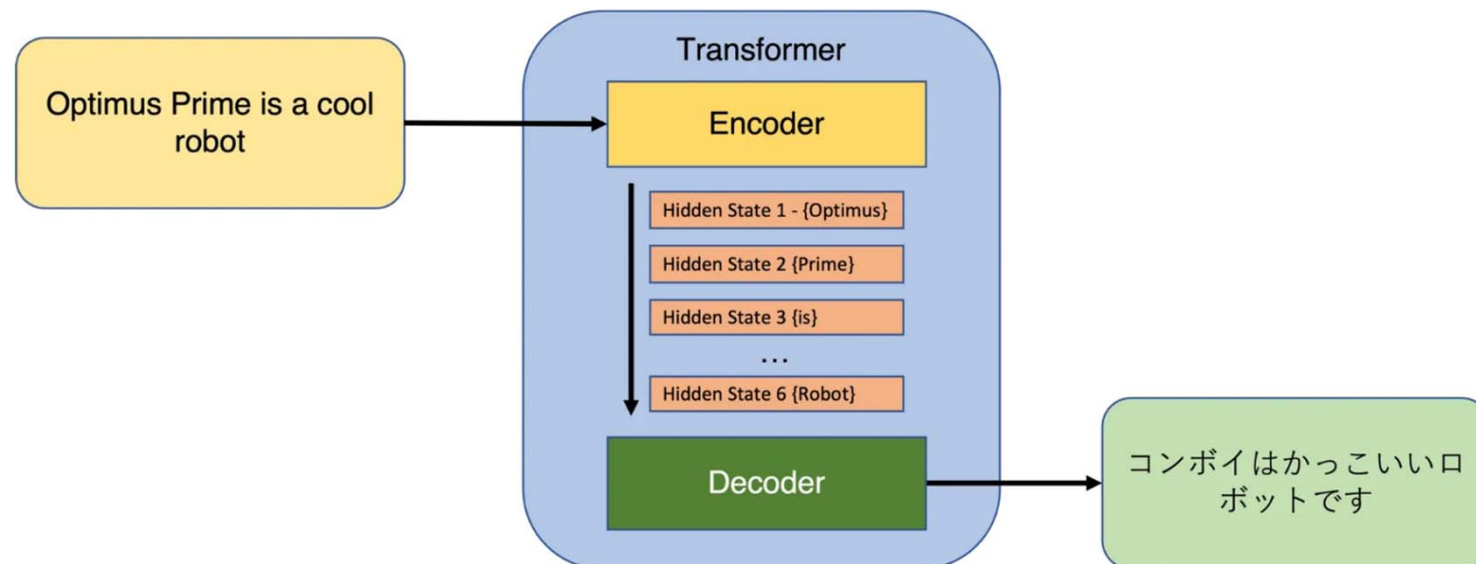 Transformer
Optimus Prime is a cool
robot
Encoder
Hidden State 1 - {Optimus}
Hidden State 2 {Prime}
Hidden State 3 {is}
...
Hidden State 6 {Robot}
Decoder
コンボイはかっこいいロ
ボットです